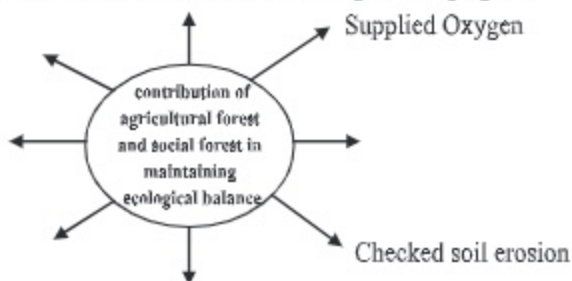 Supplied Oxygen
contribution of
agricultural forest
and social forest in
maintaining
ecological balance
Checked soil erosion